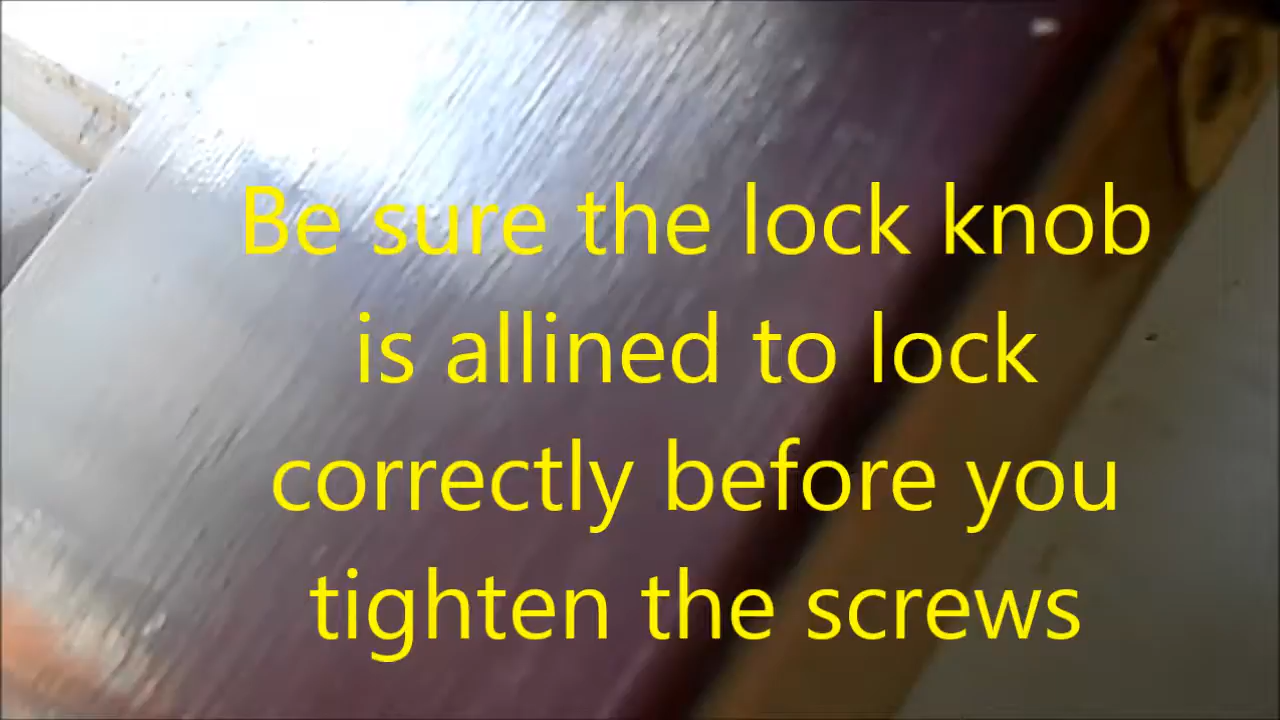 Be sure the lock knob
is allined to lock
correctly before you
tighten the screws